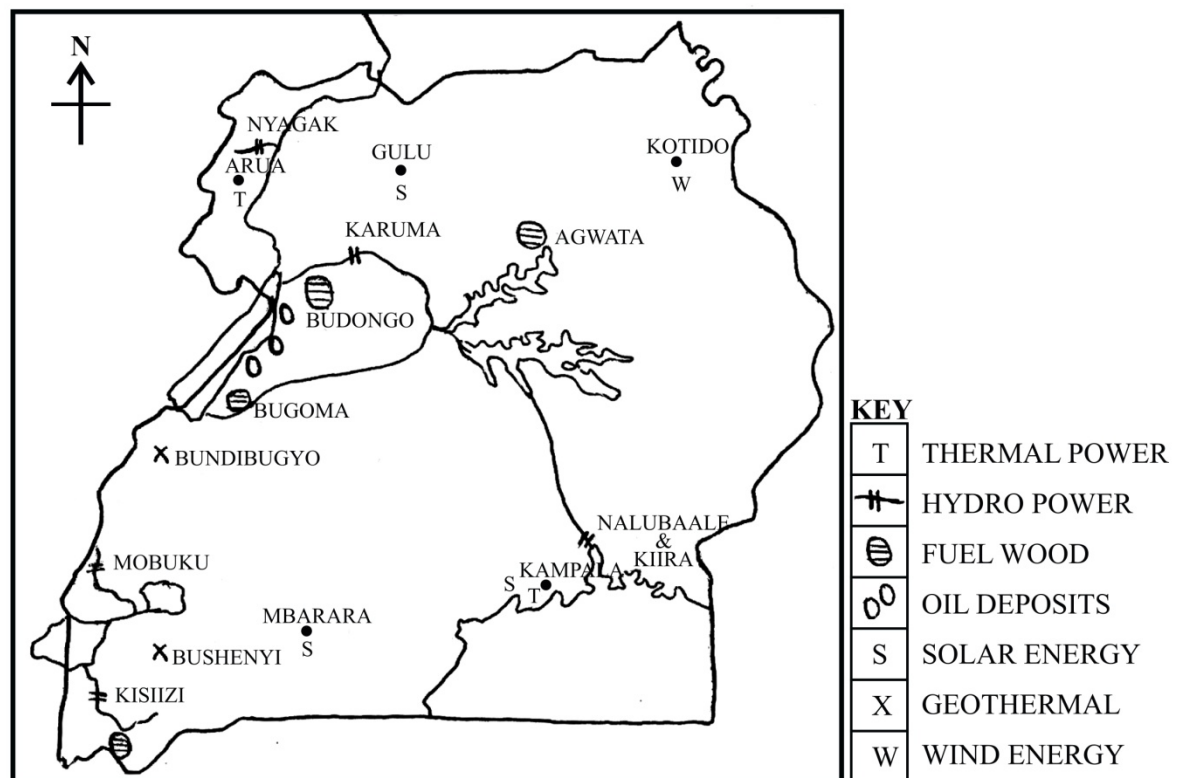 N
NYAGAK
ARUA
T
GULU
S
KOTIDO
W
KARUMA
AGWATA
BUDONGO
BUGOMA
X BUNDIBUGYO
MOBUKU
NALUBAALE
&
KIIRA
KAMPALA
S
T
MBARARA
S
X BUSHENYI
KISIIZI
KEY
T THERMAL POWER
HYDRO POWER
FUEL WOOD
OIL DEPOSITS
S SOLAR ENERGY
X GEOTHERMAL
W WIND ENERGY